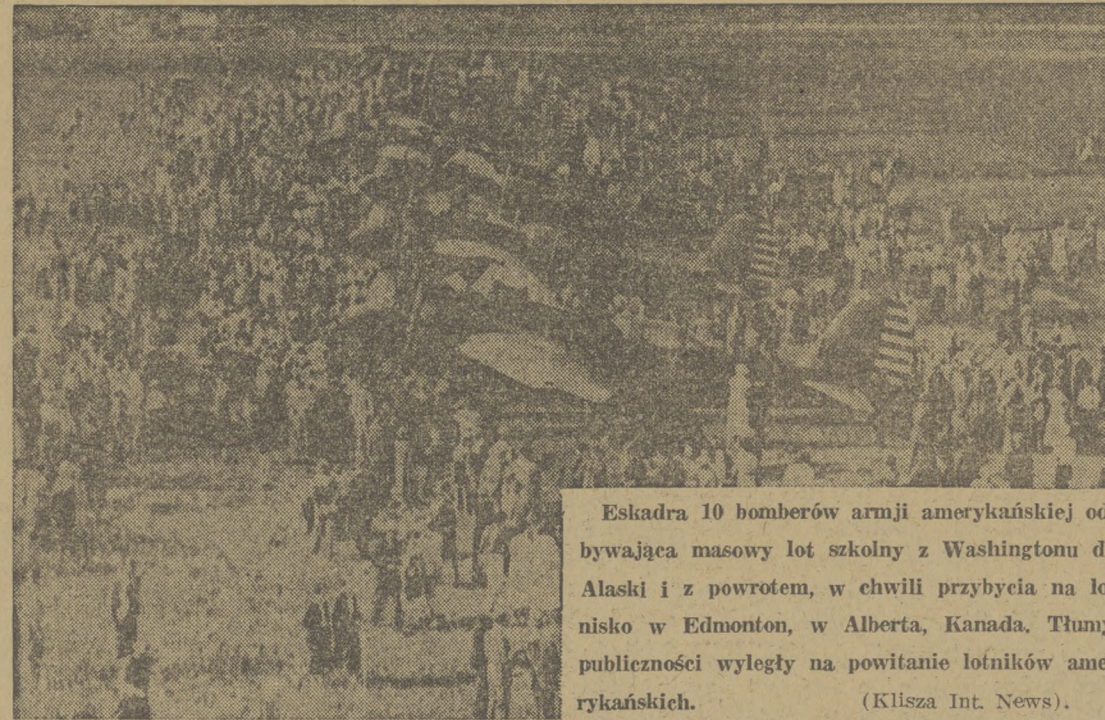 Eskadra 10 bomberów armji amerykańskiej od
bywająca masowy lot szkolny z Washingtonu d
Alaski i z powrotem, w chwili przybycia na lo
nisko w Edmonton, w Alberta, Kanada. Tłumy
publiczności wyległy na powitanie lotników ame
rykańskich. (Klisza Int. News).